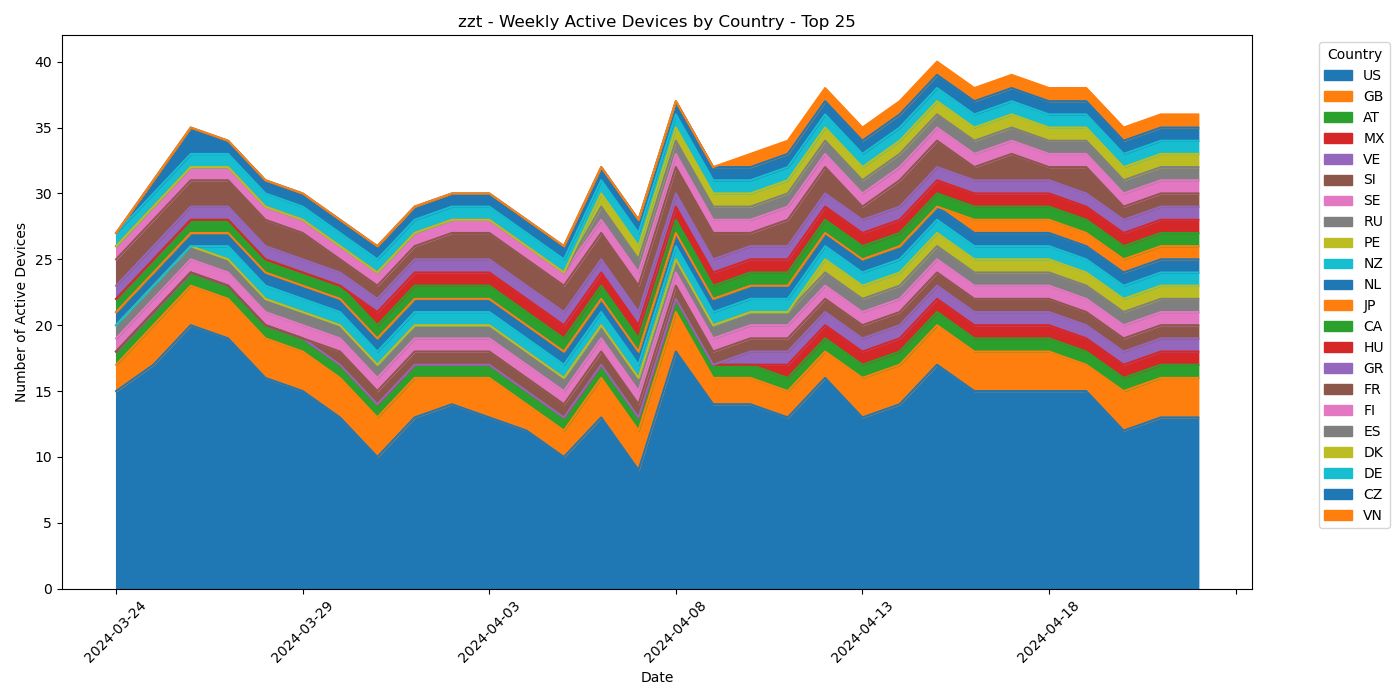 zzt - Weekly Active Devices by Country - Top 25
Number of Active Devices
40
35
30
25
20
15
10
5
0
2024-03-24
2024-03-29
2024-04-03
2024-04-08
2024-04-13
2024-04-18
Date
Country
US
GB
AT
MX
VE
SI
SE
RU
PE
NZ
NL
JP
CA
HU
GR
FR
FI
ES
DK
DE
CZ
VN